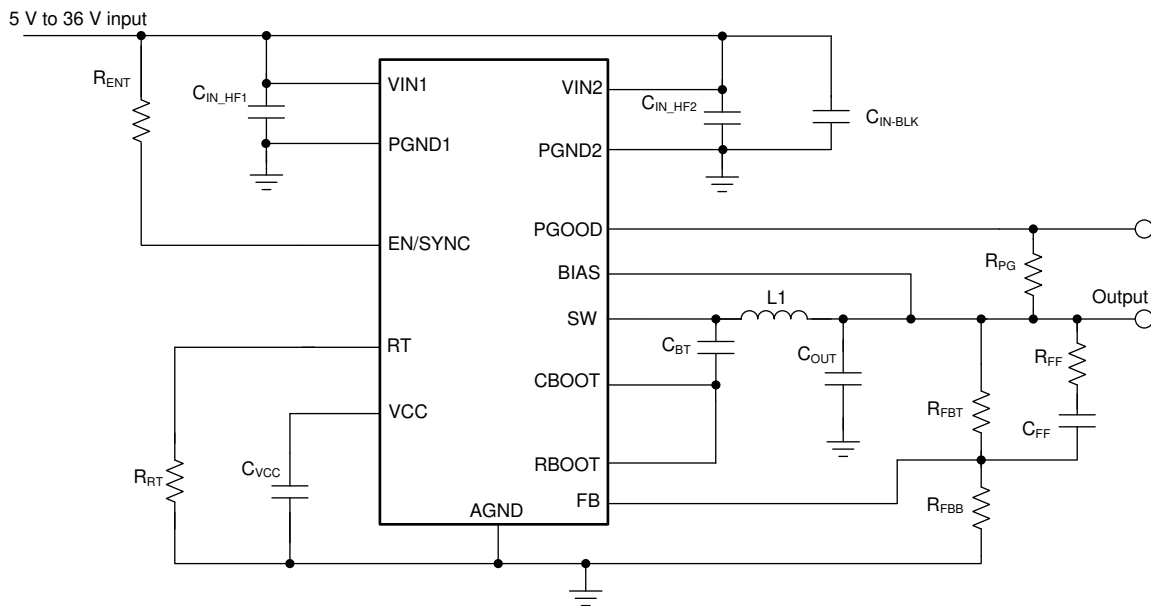 5 V to 36 V input
R_ENT
C_IN_HF1
VIN1
VIN2
C_IN_HF2
C_IN-BLK
PGND1
PGND2
PGOOD
EN/SYNC
BIAS
R_PG
L1
Output
SW
RT
C_BT
C_OUT
R_FF
CBOOT
VCC
R_FBT
C_FF
C_VCC
RBOOT
R_RT
FB
AGND
R_FBB